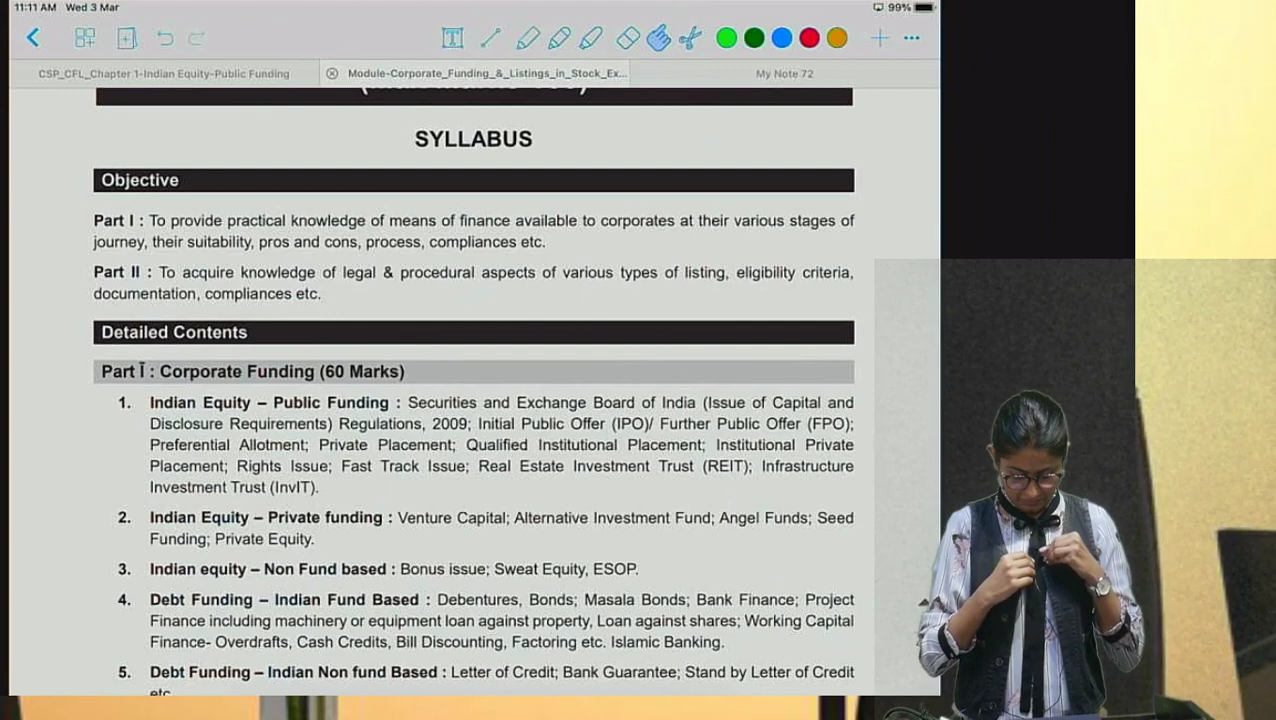 11:11 AM Wed 3 Mar
99%
CSP_CFL_Chapter 1-Indian Equity-Public Funding
Module-Corporate_Funding_&_Listings_in_Stock_Ex...
My Note 72
SYLLABUS
Objective
Part I : To provide practical knowledge of means of finance available to corporates at their various stages of
journey, their suitability, pros and cons, process, compliances etc.
Part II : To acquire knowledge of legal & procedural aspects of various types of listing, eligibility criteria,
documentation, compliances etc.
Detailed Contents
Part I : Corporate Funding (60 Marks)
1. Indian Equity – Public Funding : Securities and Exchange Board of India (Issue of Capital and
Disclosure Requirements) Regulations, 2009; Initial Public Offer (IPO)/ Further Public Offer (FPO);
Preferential Allotment; Private Placement; Qualified Institutional Placement; Institutional Private
Placement; Rights Issue; Fast Track Issue; Real Estate Investment Trust (REIT); Infrastructure
Investment Trust (InvIT).
2. Indian Equity – Private funding : Venture Capital; Alternative Investment Fund; Angel Funds; Seed
Funding; Private Equity.
3. Indian equity – Non Fund based : Bonus issue; Sweat Equity, ESOP.
4. Debt Funding – Indian Fund Based : Debentures, Bonds; Masala Bonds; Bank Finance; Project
Finance including machinery or equipment loan against property, Loan against shares; Working Capital
Finance- Overdrafts, Cash Credits, Bill Discounting, Factoring etc. Islamic Banking.
5. Debt Funding – Indian Non fund Based : Letter of Credit; Bank Guarantee; Stand by Letter of Credit
etc